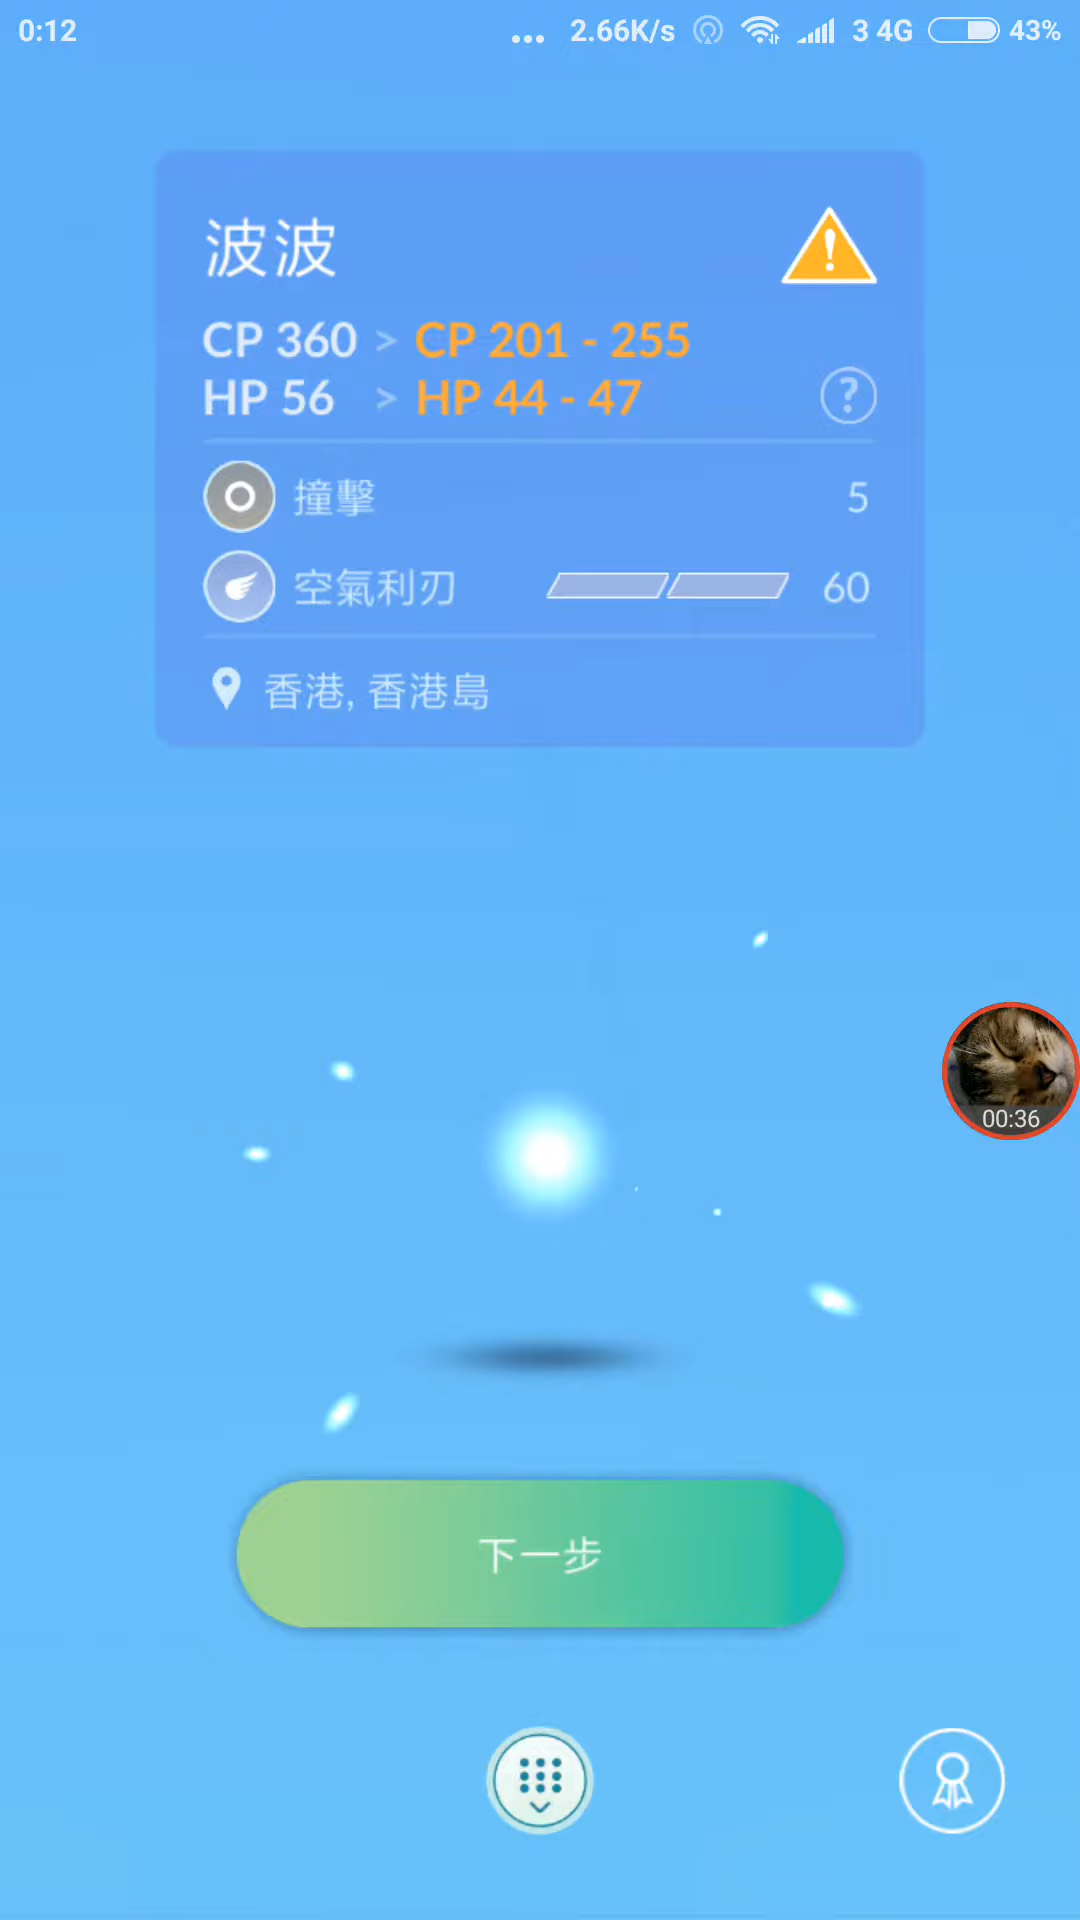 0:12 ... 2.66K/s 3 4G 43%
波波
CP 360 > CP 201 - 255
HP 56 > HP 44 - 47
?
撞擊 5
空氣利刃 60
香港, 香港島
00:36
下一步